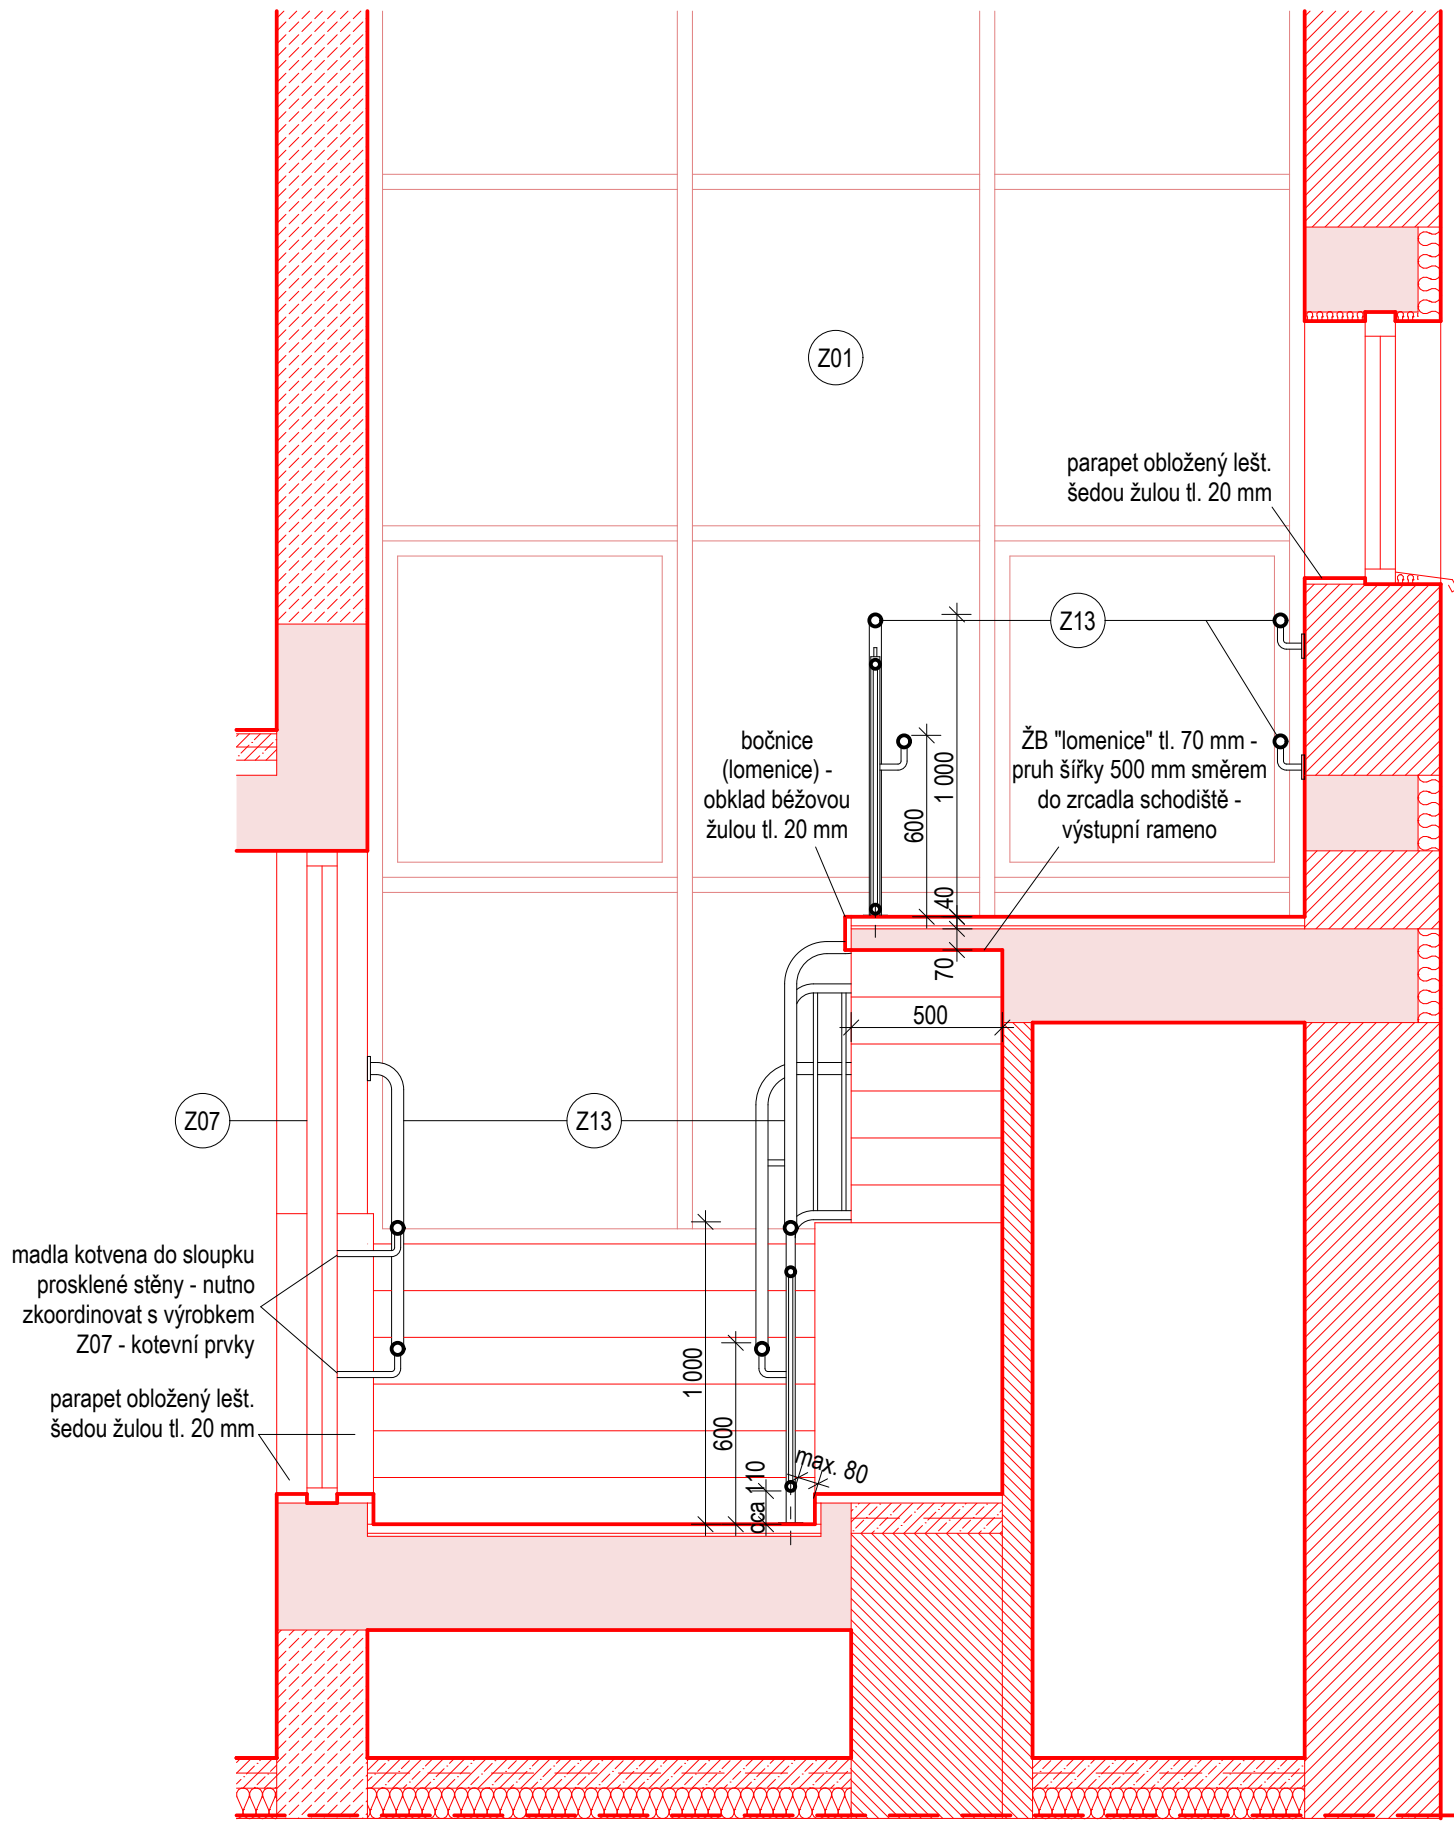 Z01
parapet obložený lešt.
šedou žulou tl. 20 mm
Z13
bočnice
(lomenice) -
obklad béžovou
žulou tl. 20 mm
ŽB "lomenice" tl. 70 mm -
pruh šířky 500 mm směrem
do zrcadla schodiště -
výstupní rameno
1 000
600
40
70
500
Z07
Z13
madla kotvena do sloupku
prosklené stěny - nutno
zkoordinovat s výrobkem
Z07 - kotevní prvky
parapet obložený lešt.
šedou žulou tl. 20 mm
1 000
600
cca 110
max. 80